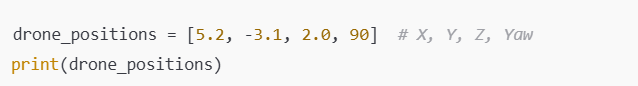 drone_positions = [5.2, -3.1, 2.0, 90]  # X, Y, Z, Yaw
print(drone_positions)